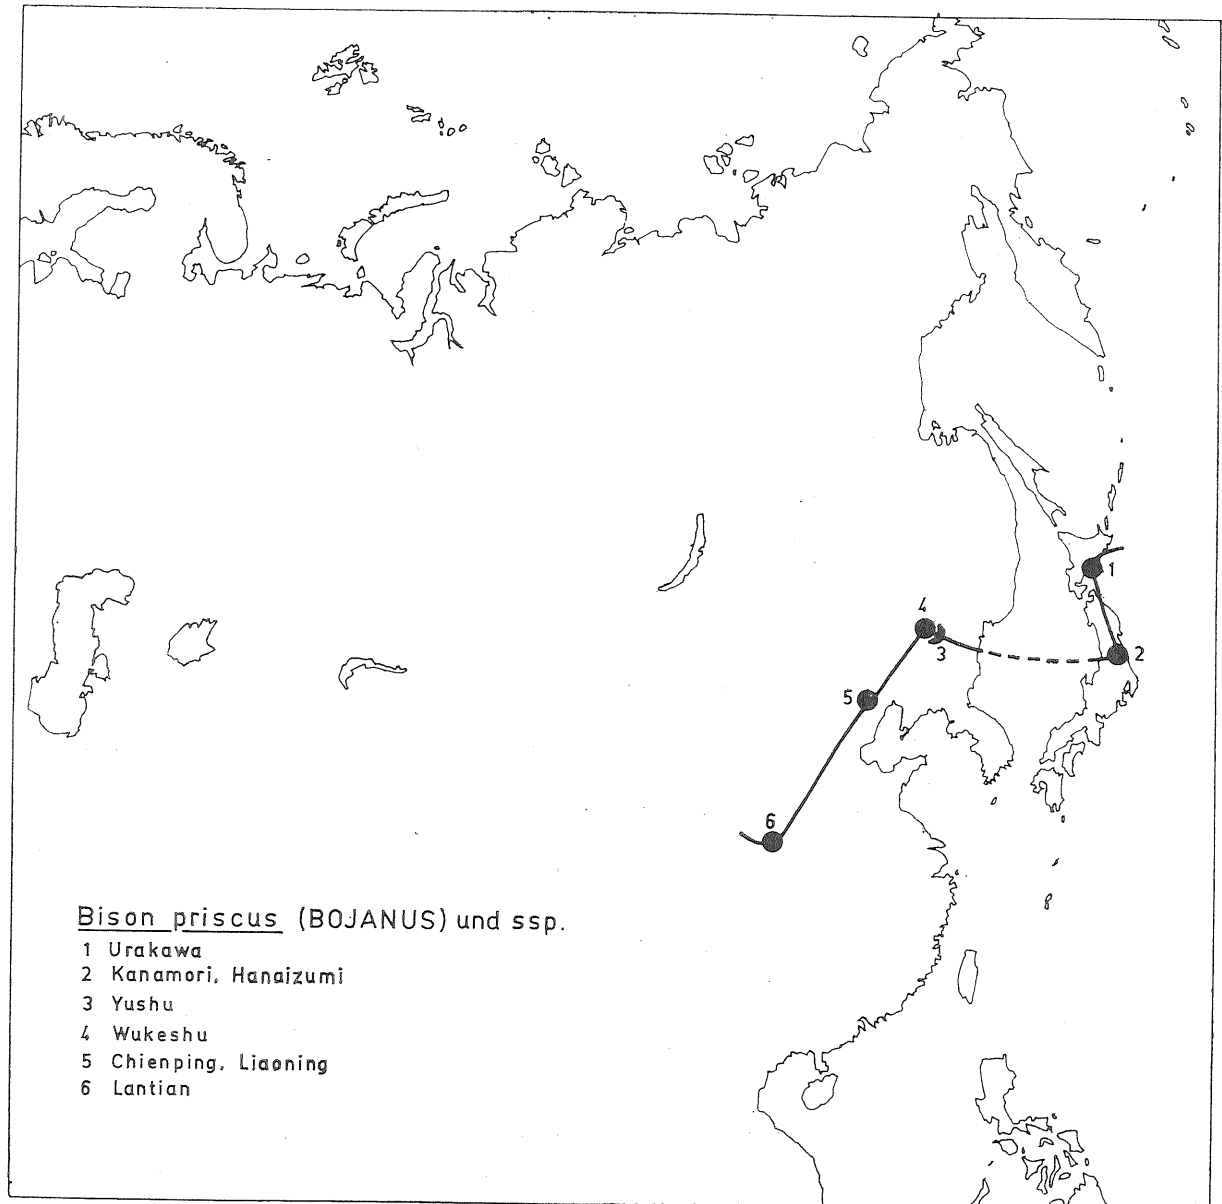 1
4
3
2
5
6
Bison priscus (BOJANUS) und ssp.
1 Urakawa
2 Kanamori, Hanaizumi
3 Yushu
4 Wukeshu
5 Chienping, Liaoning
6 Lantian